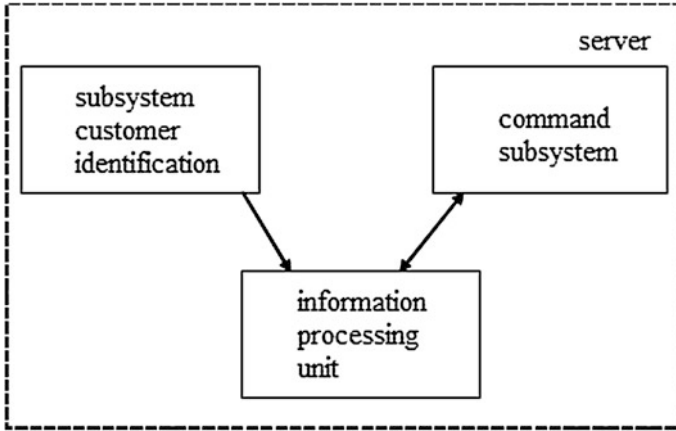 server
subsystem
customer
identification
command
subsystem
information
processing
unit